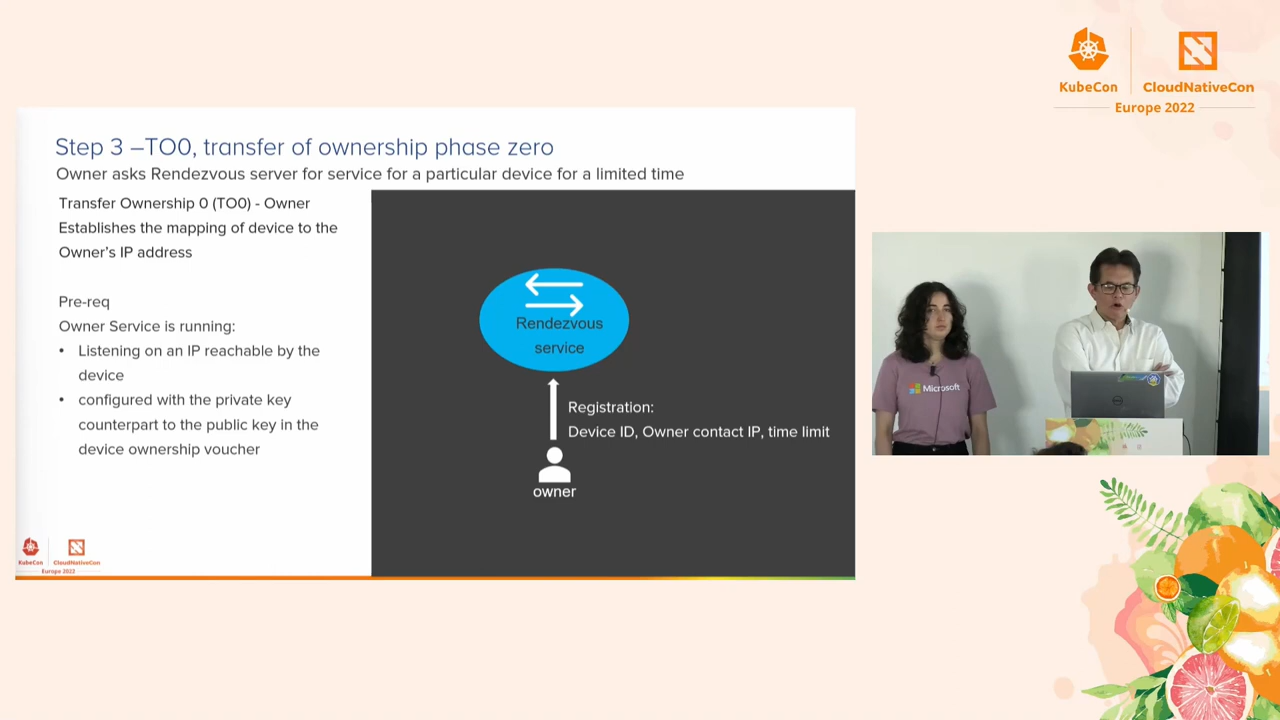 KubeCon
CloudNativeCon
Europe 2022
Step 3 –TO0, transfer of ownership phase zero
Owner asks Rendezvous server for service for a particular device for a limited time
Transfer Ownership 0 (TO0) - Owner
Establishes the mapping of device to the
Owner's IP address
Pre-req
Owner Service is running:
• Listening on an IP reachable by the
device
• configured with the private key
counterpart to the public key in the
device ownership voucher
Rendezvous
service
Registration:
Device ID, Owner contact IP, time limit
owner
Microsoft
KubeCon
CloudNativeCon
Europe 2022